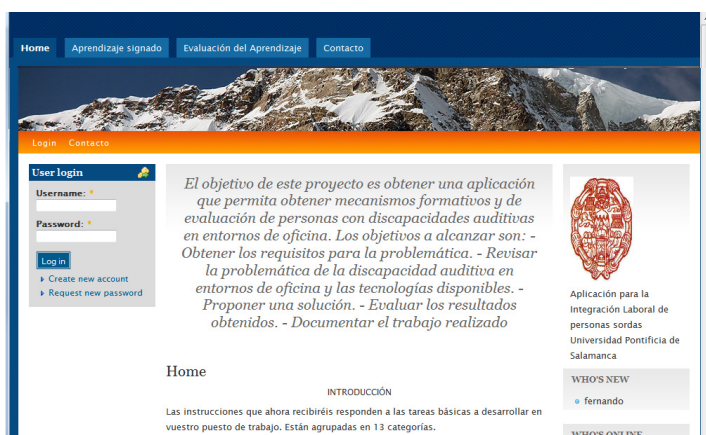 Home Aprendizaje signado Evaluación del Aprendizaje Contacto
Login Contacto
User login
Username: *
Password: *
Log in
Create new account
Request new password
El objetivo de este proyecto es obtener una aplicación
que permita obtener mecanismos formativos y de
evaluación de personas con discapacidades auditivas
en entornos de oficina. Los objetivos a alcanzar son: -
Obtener los requisitos para la problemática. - Revisar
la problemática de la discapacidad auditiva en
entornos de oficina y las tecnologías disponibles. -
Proponer una solución. - Evaluar los resultados
obtenidos. - Documentar el trabajo realizado
Home
INTRODUCCIÓN
Las instrucciones que ahora recibiréis responden a las tareas básicas a desarrollar en
vuestro puesto de trabajo. Están agrupadas en 13 categorías.
Aplicación para la
Integración Laboral de
personas sordas
Universidad Pontificia de
Salamanca
WHO'S NEW
fernando
WHO'S ONLINE